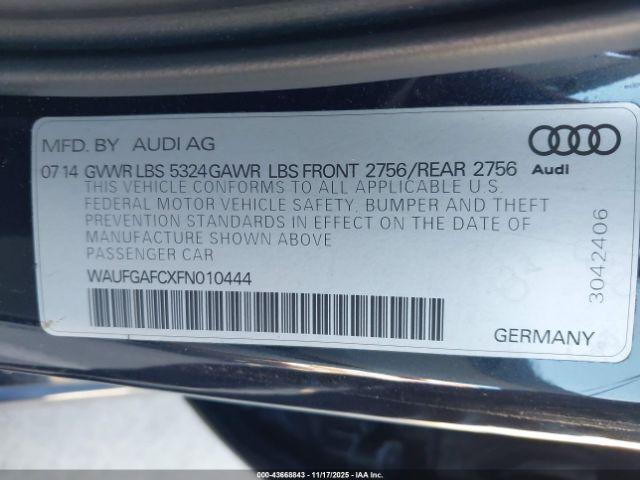 MFD. BY AUDI AG
07 14 GVWR LBS 5324 GAWR LBS FRONT 2756/REAR 2756
Audi
THIS VEHICLE CONFORMS TO ALL APPLICABLE U.S.
FEDERAL MOTOR VEHICLE SAFETY, BUMPER AND THEFT
PREVENTION STANDARDS IN EFFECT ON THE DATE OF
MANUFACTURE SHOWN ABOVE
PASSENGER CAR
WAUFGAFCXFN010444
3042406
GERMANY
000-43668843 - 11/17/2025 - IAA Inc.